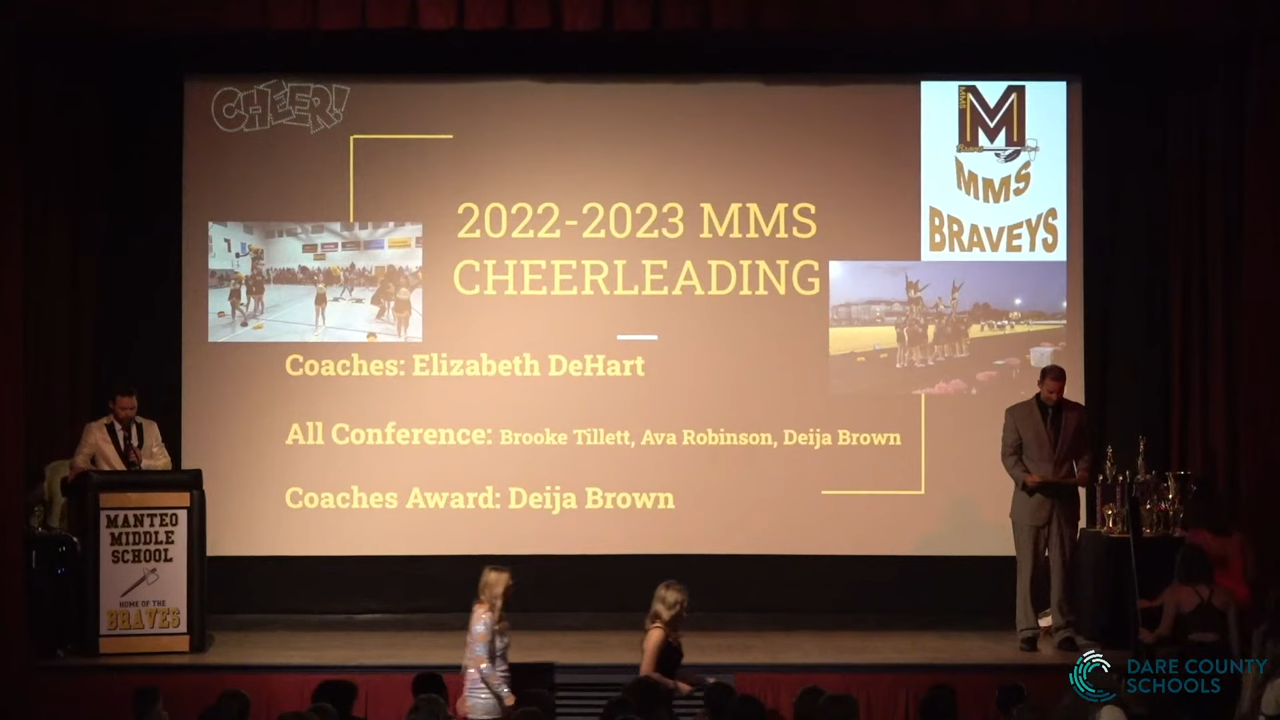 CHEER!
MMS
BRAVEYS
2022-2023 MMS
CHEERLEADING
Coaches: Elizabeth DeHart
All Conference: Brooke Tillett, Ava Robinson, Deija Brown
Coaches Award: Deija Brown
MANTEO
MIDDLE
SCHOOL
HOME OF THE
BRAVES
DARE COUNTY
SCHOOLS